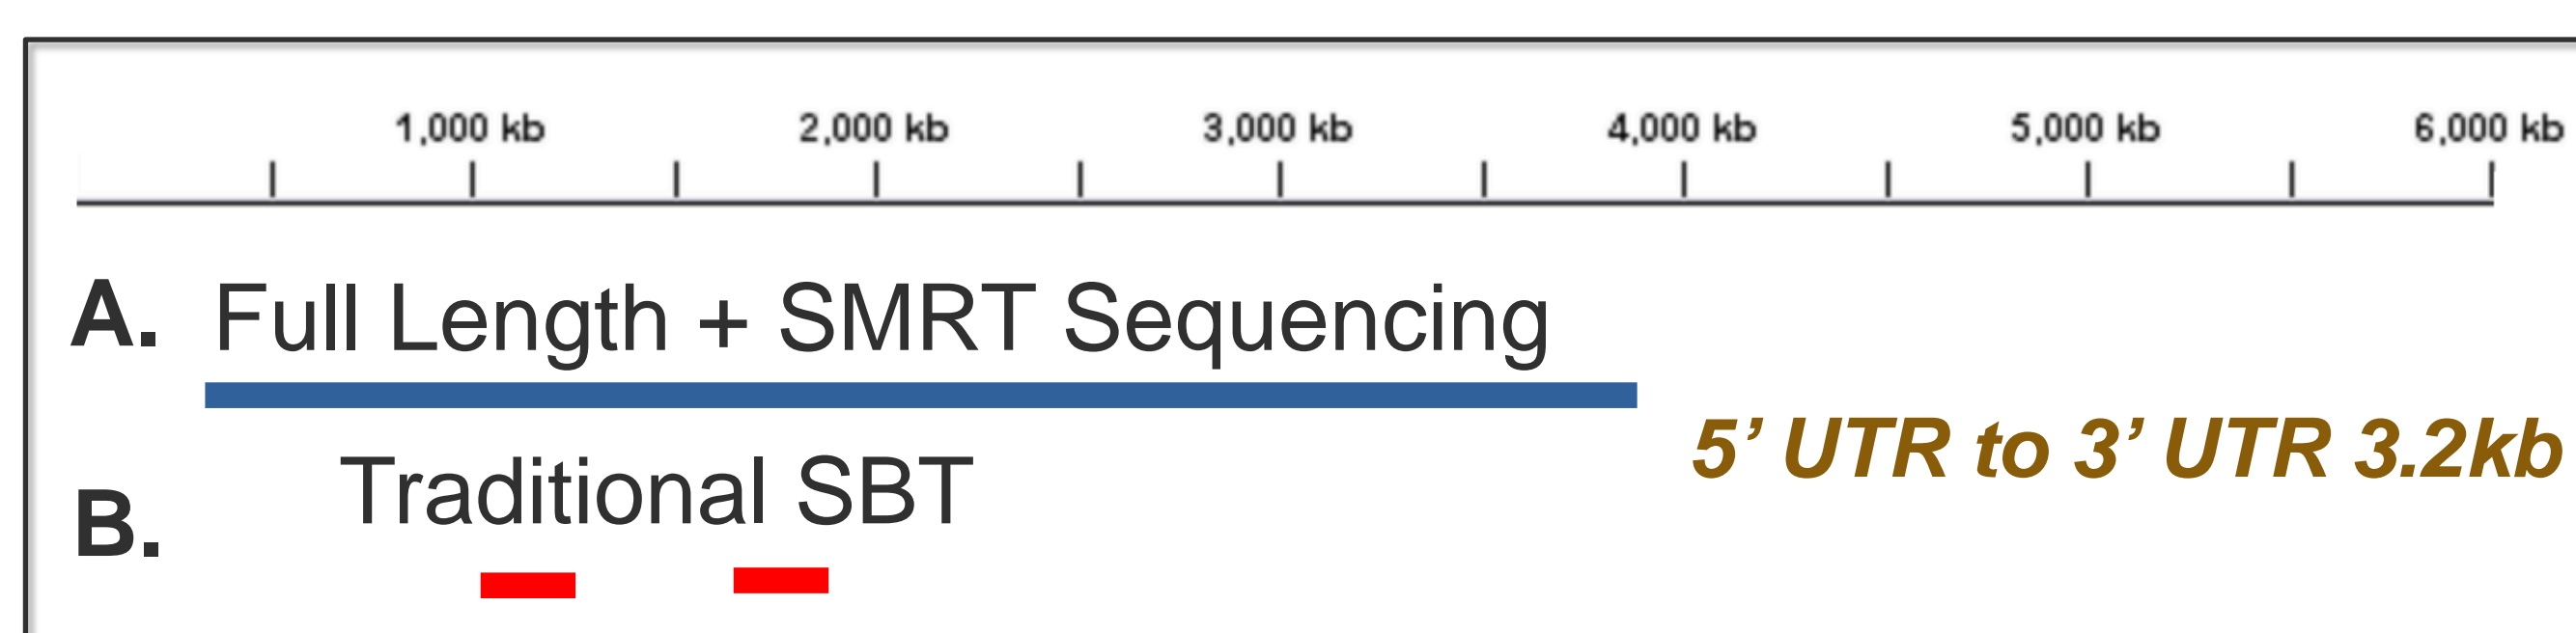 1,000 kb 2,000 kb 3,000 kb 4,000 kb 5,000 kb 6,000 kb
A. Full Length + SMRT Sequencing
5’ UTR to 3’ UTR 3.2kb
B. Traditional SBT